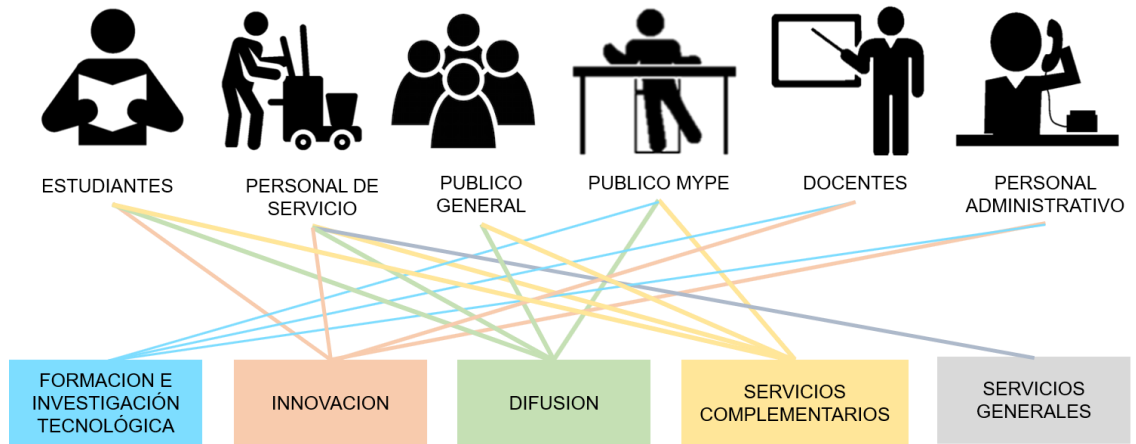 ESTUDIANTES
PERSONAL DE
SERVICIO
PUBLICO
GENERAL
PUBLICO MYPE
DOCENTES
PERSONAL
ADMINISTRATIVO
FORMACION E
INVESTIGACIÓN
TECNOLÓGICA
INNOVACION
DIFUSION
SERVICIOS
COMPLEMENTARIOS
SERVICIOS
GENERALES